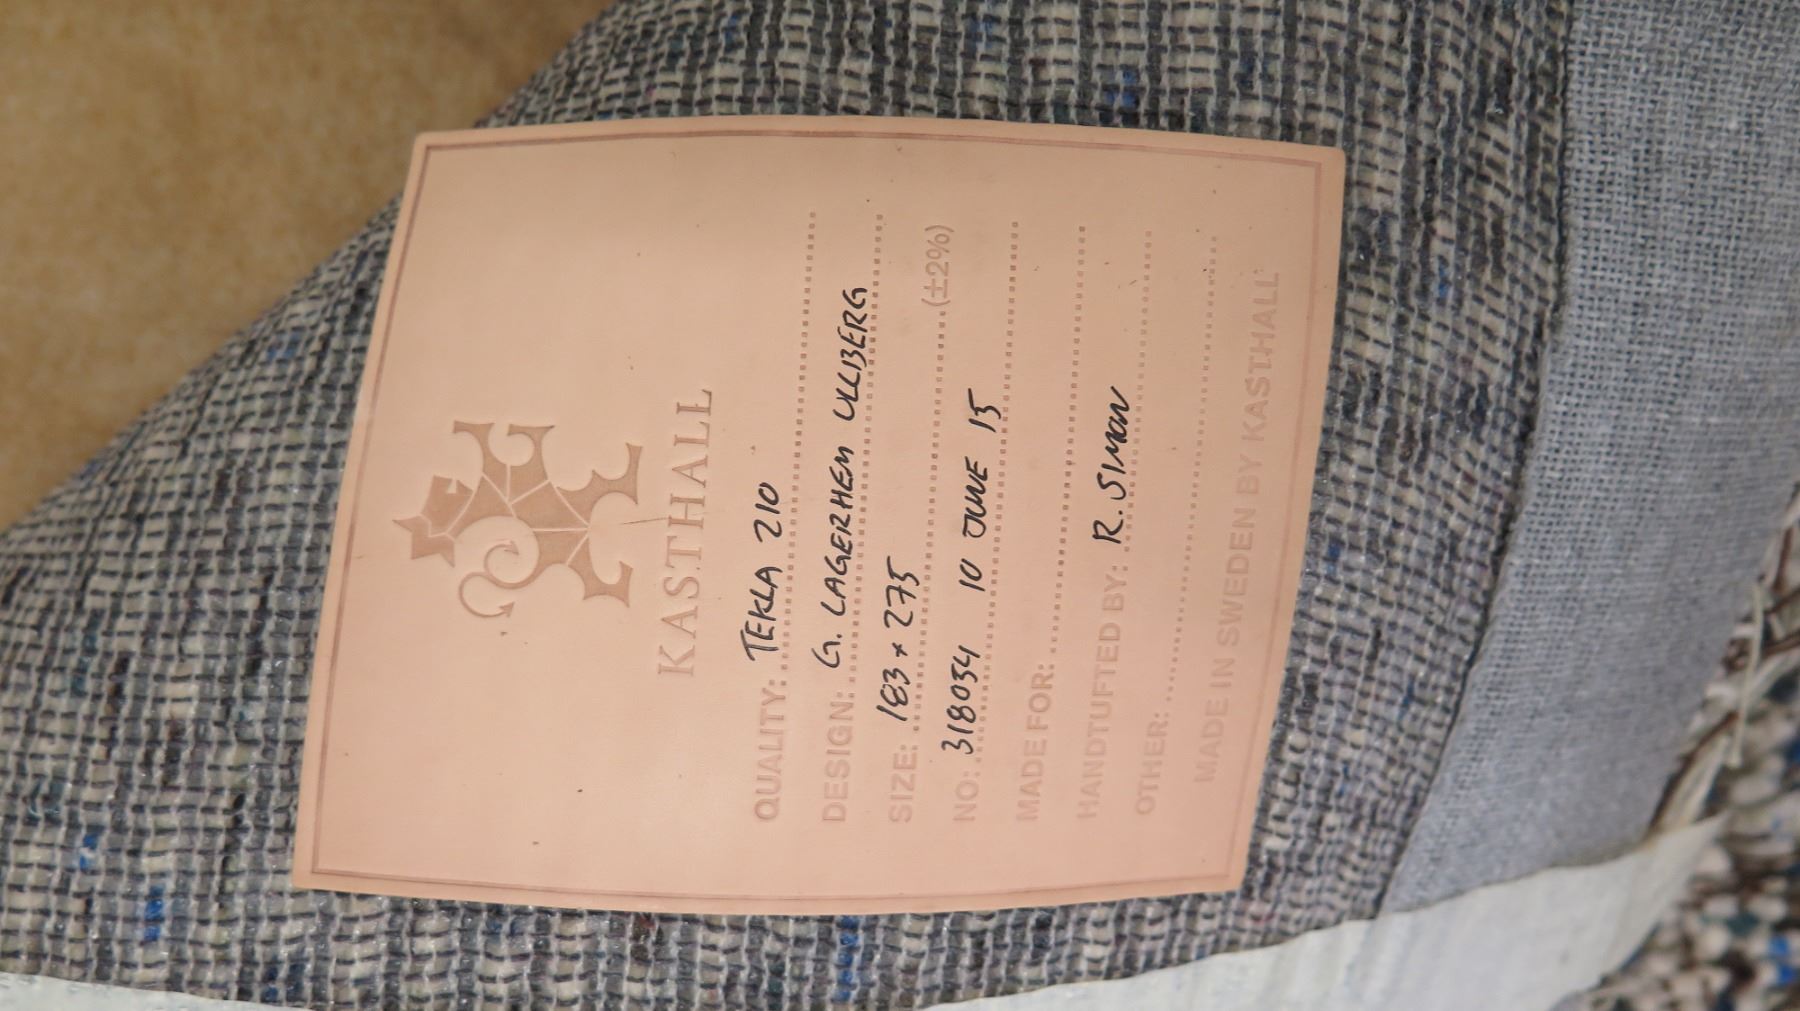 KASTHALL
QUALITY: TEKLA 210
DESIGN: G. LAGERHEM ULLBERG
SIZE: 183 x 275 (±2%)
NO: 318034 10 JUNE 15
MADE FOR:
HANDTUFTED BY: R. SIMON
OTHER:
MADE IN SWEDEN BY KASTHALL